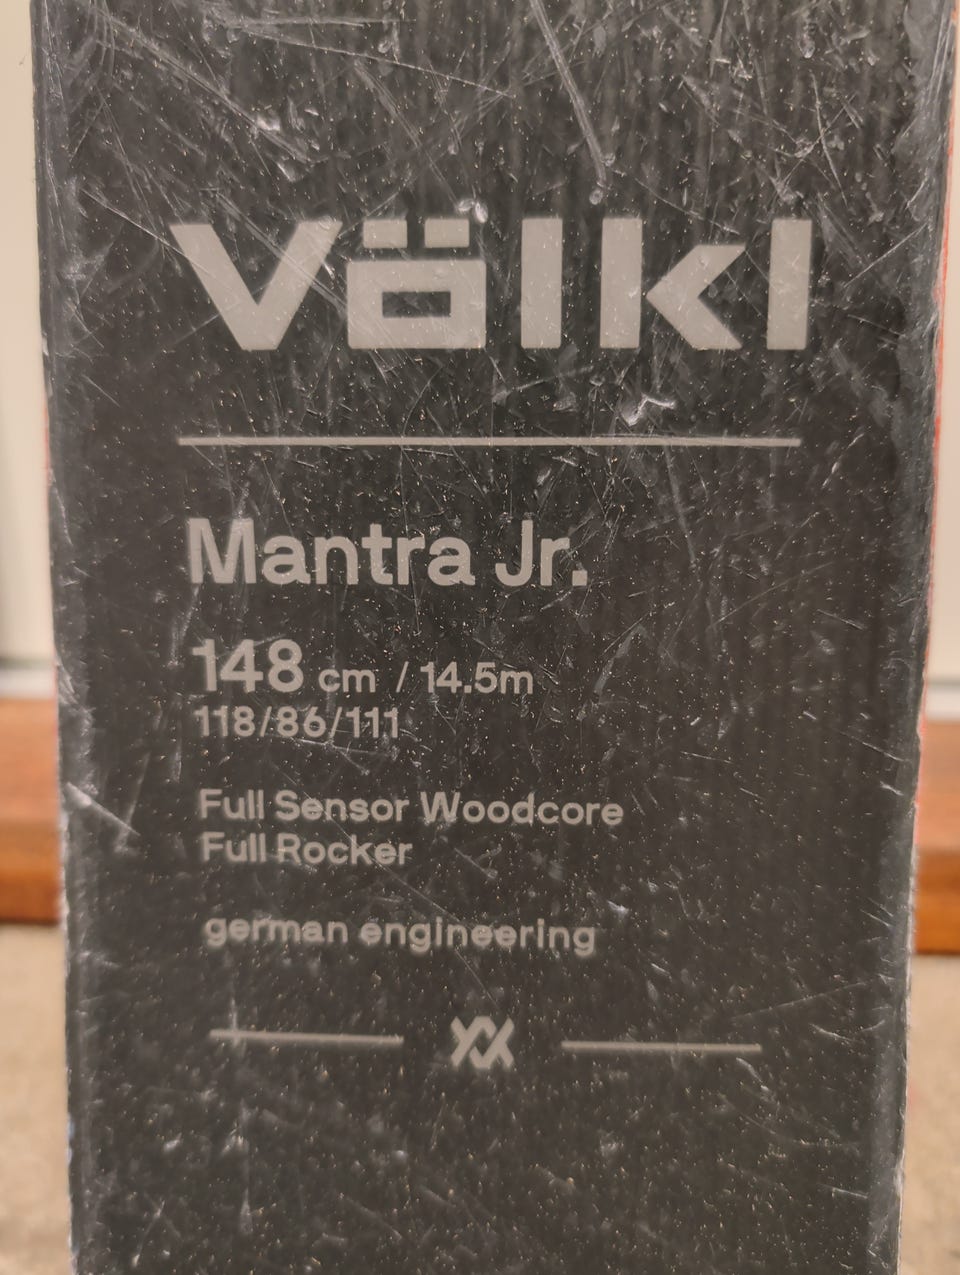 Völkl
Mantra Jr.
148 cm / 14.5m
118/86/111
Full Sensor Woodcore
Full Rocker
german engineering